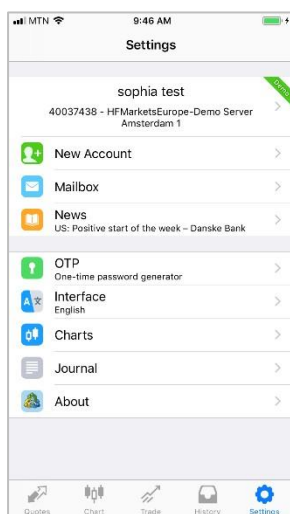 MTN 9:46 AM
Settings
Demo
sophia test
40037438 - HFMarketsEurope-Demo Server
Amsterdam 1
New Account
Mailbox
News
US: Positive start of the week – Danske Bank
OTP
One-time password generator
Interface
English
Charts
Journal
About
Quotes Chart Trade History Settings